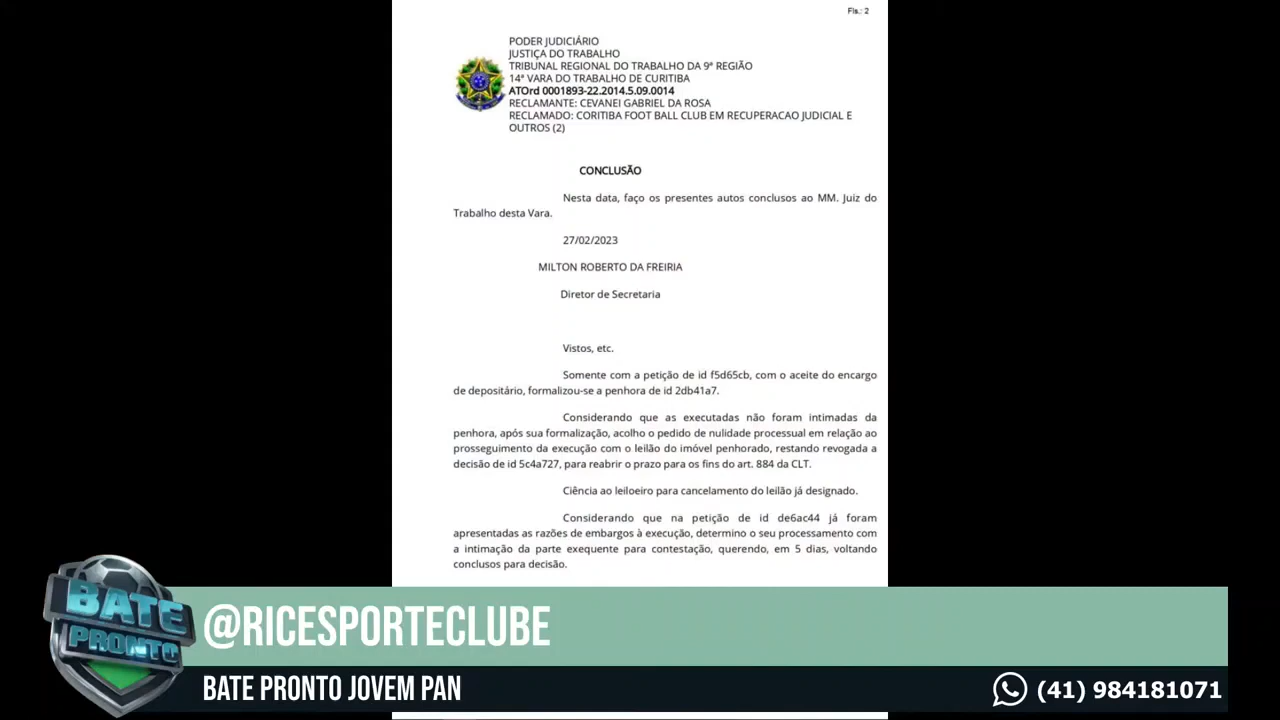 Fls.: 2
PODER JUDICIÁRIO
JUSTIÇA DO TRABALHO
TRIBUNAL REGIONAL DO TRABALHO DA 9ª REGIÃO
14ª VARA DO TRABALHO DE CURITIBA
ATOrd 0001893-22.2014.5.09.0014
RECLAMANTE: CEVANEI GABRIEL DA ROSA
RECLAMADO: CORITIBA FOOT BALL CLUB EM RECUPERACAO JUDICIAL E
OUTROS (2)
CONCLUSÃO
Nesta data, faço os presentes autos conclusos ao MM. Juiz do
Trabalho desta Vara.
27/02/2023
MILTON ROBERTO DA FREIRIA
Diretor de Secretaria
Vistos, etc.
Somente com a petição de id f5d65cb, com o aceite do encargo
de depositário, formalizou-se a penhora de id 2db41a7.
Considerando que as executadas não foram intimadas da
penhora, após sua formalização, acolho o pedido de nulidade processual em relação ao
prosseguimento da execução com o leilão do imóvel penhorado, restando revogada a
decisão de id 5c4a727, para reabrir o prazo para os fins do art. 884 da CLT.
Ciência ao leiloeiro para cancelamento do leilão já designado.
Considerando que na petição de id de6ac44 já foram
apresentadas as razões de embargos à execução, determino o seu processamento com
a intimação da parte exequente para contestação, querendo, em 5 dias, voltando
conclusos para decisão.
BATE
PRONTO
@RICESPORTECLUBE
BATE PRONTO JOVEM PAN
(41) 984181071